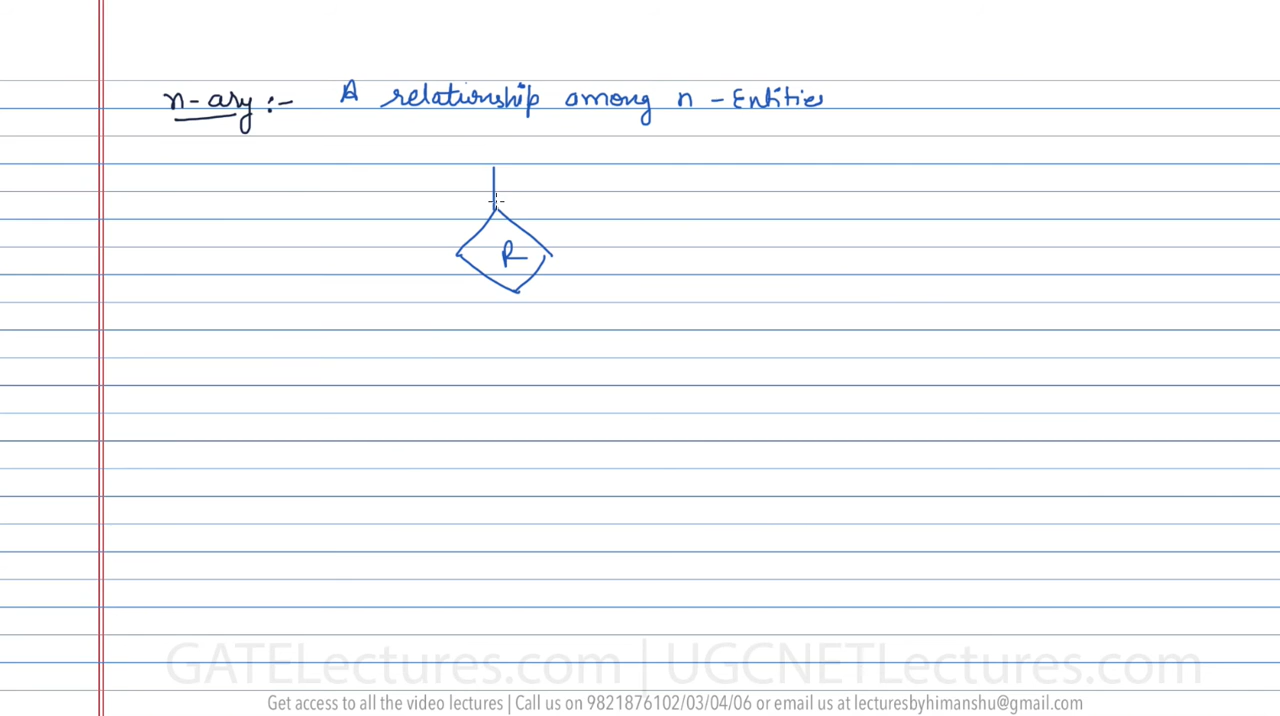 n-ary :- A relationship among n - Entities
R
GATELectures.com | UGCNETLectures.com
Get access to all the video lectures | Call us on 9821876102/03/04/06 or email us at lecturesbyhimanshu@gmail.com